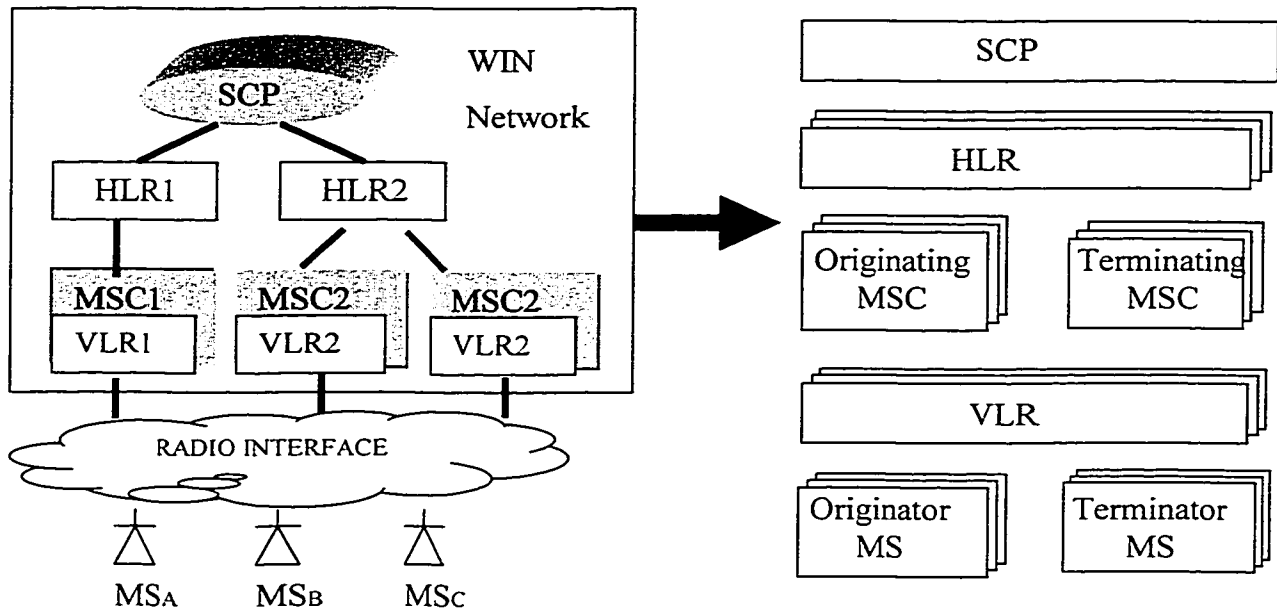 WIN
Network
SCP
HLR1
HLR2
MSC1
MSC2
MSC2
VLR1
VLR2
VLR2
RADIO INTERFACE
MSA
MSB
MSC
SCP
HLR
Originating
MSC
Terminating
MSC
VLR
Originator
MS
Terminator
MS